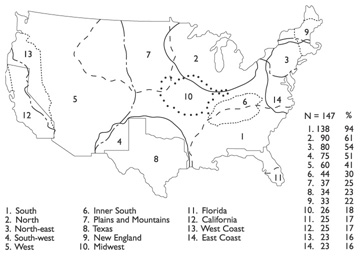 13
7
2
9
3
10
5
12
14
6
4
1
8
11
N = 147 %
1. 138 94
2. 90 61
3. 80 54
4. 75 51
5. 60 41
6. 44 30
7. 37 25
8. 34 23
9. 33 22
10. 26 18
11. 25 17
12. 25 17
13. 23 16
14. 23 16
1. South 6. Inner South 11. Florida
2. North 7. Plains and Mountains 12. California
3. North-east 8. Texas 13. West Coast
4. South-west 9. New England 14. East Coast
5. West 10. Midwest